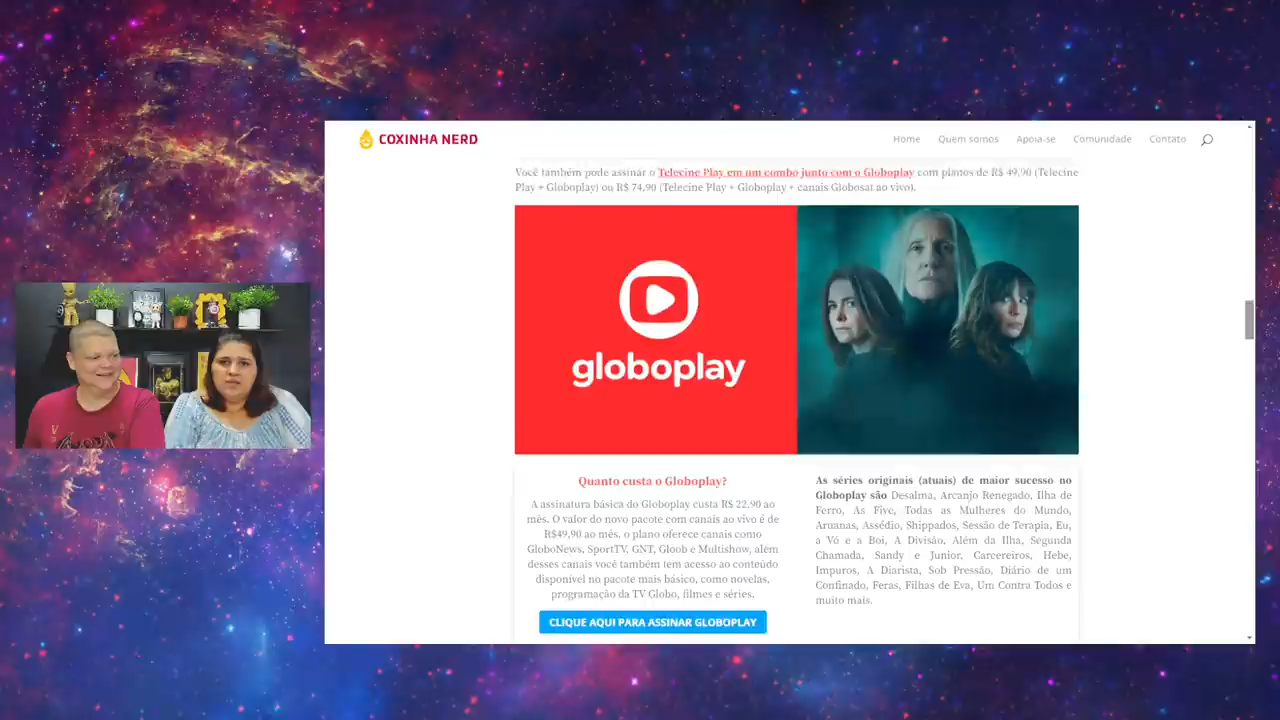 COXINHA NERD
Home Quem somos Apoia-se Comunidade Contato
Você também pode assinar o Telecine Play em um combo junto com o Globoplay com planos de R$ 49,90 (Telecine
Play + Globoplay) ou R$ 74,90 (Telecine Play + Globoplay + canais Globosat ao vivo).
globoplay
Quanto custa o Globoplay?
A assinatura básica do Globoplay custa R$ 22,90 ao
mês. O valor do novo pacote com canais ao vivo é de
R$49,90 ao mês, o plano oferece canais como
GloboNews, SporTV, GNT, Gloob e Multishow, além
desses canais você também tem acesso ao conteúdo
disponível no pacote mais básico, como novelas,
programação da TV Globo, filmes e séries.
CLIQUE AQUI PARA ASSINAR GLOBOPLAY
As séries originais (atuais) de maior sucesso no
Globoplay são Desalma, Arcanjo Renegado, Ilha de
Ferro, As Five, Todas as Mulheres do Mundo,
Aruanas, Assédio, Shippados, Sessão de Terapia, Eu,
a Vó e a Boi, A Divisão, Além da Ilha, Segunda
Chamada, Sandy e Junior, Carcereiros, Hebe,
Impuros, A Diarista, Sob Pressão, Diário de um
Confinado, Feras, Filhas de Eva, Um Contra Todos e
muito mais.